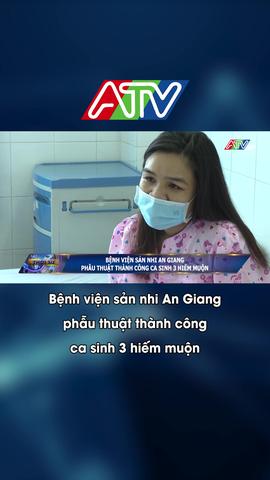 ATV
ATV
BỆNH VIỆN SẢN NHI AN GIANG
PHẪU THUẬT THÀNH CÔNG CA SINH 3 HIẾM MUỘN
Bệnh viện sản nhi An Giang
phẫu thuật thành công
ca sinh 3 hiếm muộn